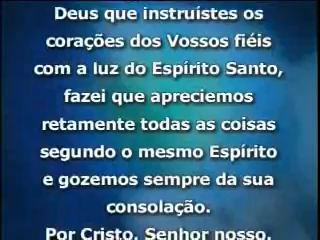 Deus que instruístes os
corações dos Vossos fiéis
com a luz do Espírito Santo,
fazei que apreciemos
retamente todas as coisas
segundo o mesmo Espírito
e gozemos sempre da sua
consolação.
Por Cristo, Senhor nosso.